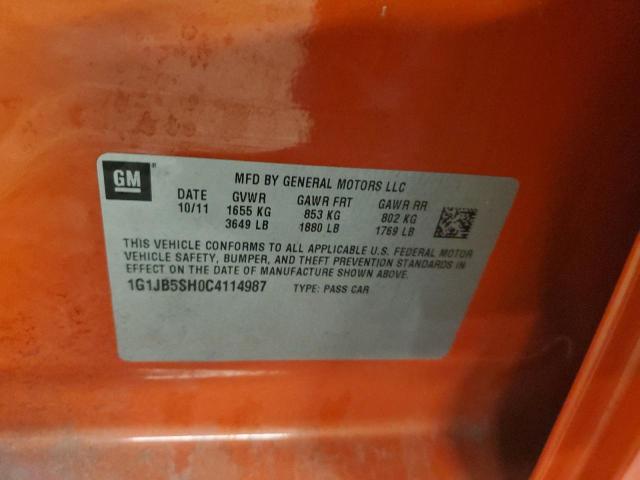 GM
MFD BY GENERAL MOTORS LLC
DATE GVWR GAWR FRT GAWR RR
10/11 1655 KG 853 KG 802 KG
3649 LB 1880 LB 1769 LB
THIS VEHICLE CONFORMS TO ALL APPLICABLE U.S. FEDERAL MOTOR
VEHICLE SAFETY, BUMPER, AND THEFT PREVENTION STANDARDS IN
EFFECT ON THE DATE OF MANUFACTURE SHOWN ABOVE.
1G1JB5SH0C4114987 TYPE: PASS CAR